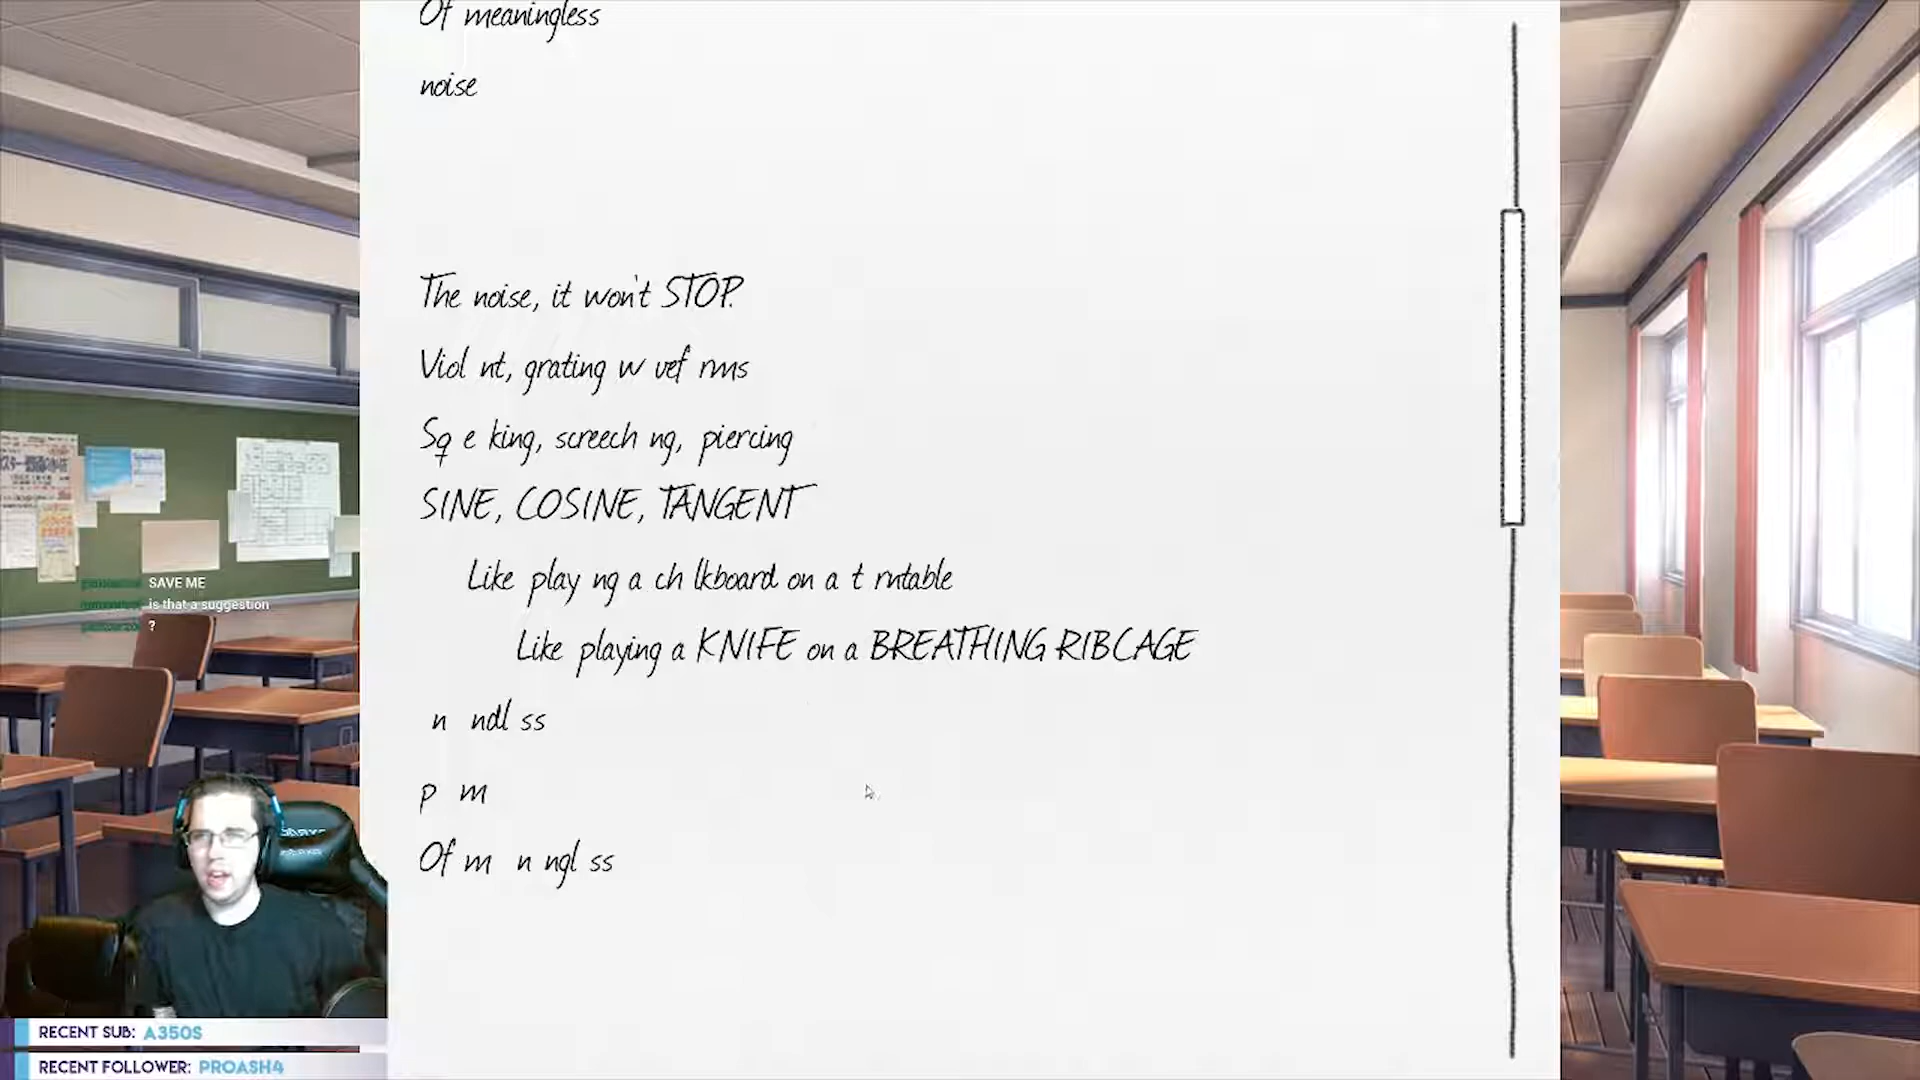 Of meaningless
noise
The noise, it won't STOP.
Viol nt, grating w vef rms
Sq e king, screech ng, piercing
SINE, COSINE, TANGENT
Like play ng a ch lkboard on a t rntable
Like playing a KNIFE on a BREATHING RIBCAGE
n ndl ss
p m
Of m n ngl ss
SAVE ME
is that a suggestion
?
RECENT SUB: A350S
RECENT FOLLOWER: PROASH4